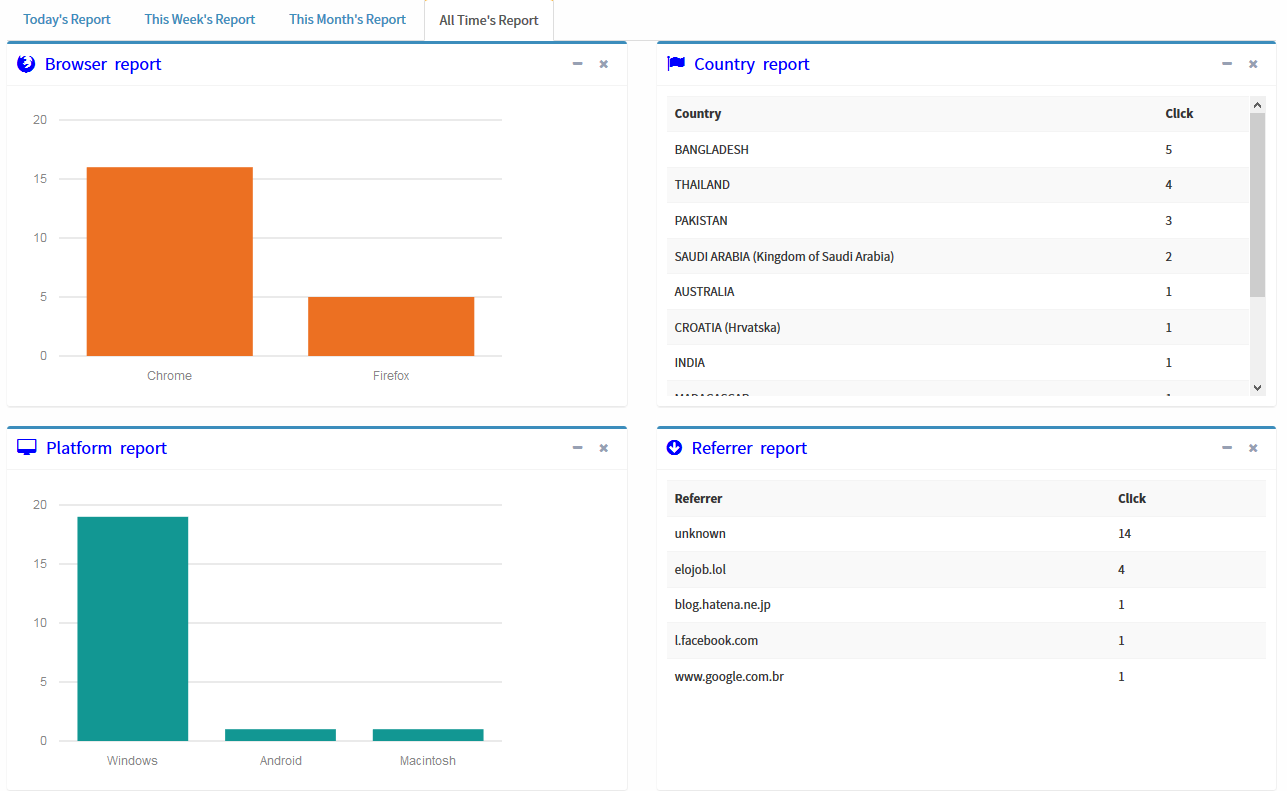 Today's Report This Week's Report This Month's Report All Time's Report
Browser report
20
15
10
5
0
Chrome Firefox
Country report
Country Click
BANGLADESH 5
THAILAND 4
PAKISTAN 3
SAUDI ARABIA (Kingdom of Saudi Arabia) 2
AUSTRALIA 1
CROATIA (Hrvatska) 1
INDIA 1
Platform report
20
15
10
5
0
Windows Android Macintosh
Referrer report
Referrer Click
unknown 14
elojob.lol 4
blog.hatena.ne.jp 1
l.facebook.com 1
www.google.com.br 1